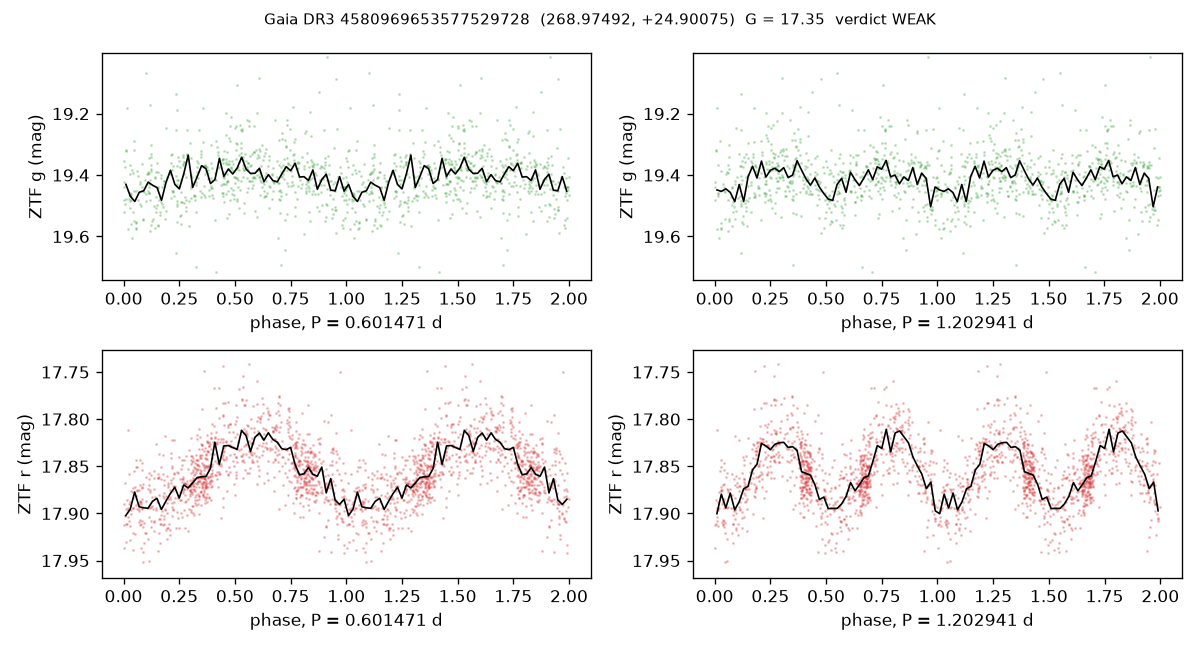 Gaia DR3 4580969653577529728  (268.97492, +24.90075)  G = 17.35  verdict WEAK
ZTF g (mag)
19.2
19.4
19.6
0.00 0.25 0.50 0.75 1.00 1.25 1.50 1.75 2.00
phase, P = 0.601471 d
ZTF g (mag)
19.2
19.4
19.6
0.00 0.25 0.50 0.75 1.00 1.25 1.50 1.75 2.00
phase, P = 1.202941 d
ZTF r (mag)
17.75
17.80
17.85
17.90
17.95
0.00 0.25 0.50 0.75 1.00 1.25 1.50 1.75 2.00
phase, P = 0.601471 d
ZTF r (mag)
17.75
17.80
17.85
17.90
17.95
0.00 0.25 0.50 0.75 1.00 1.25 1.50 1.75 2.00
phase, P = 1.202941 d